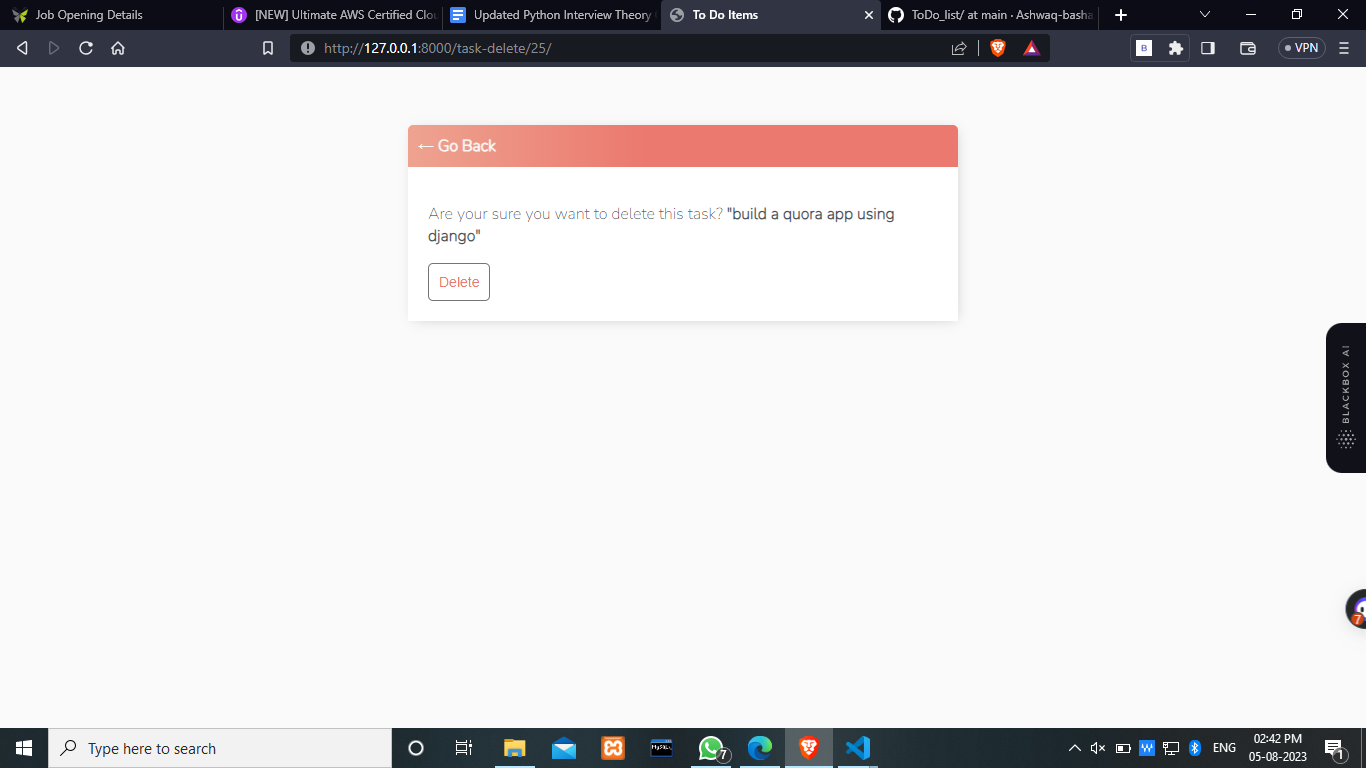 Job Opening Details
[NEW] Ultimate AWS Certified Clou
Updated Python Interview Theory
To Do Items
ToDo_list/ at main · Ashwaq-basha
http://127.0.0.1:8000/task-delete/25/
B
VPN
← Go Back
Are your sure you want to delete this task? "build a quora app using
django"
Delete
BLACKBOX AI
7
Type here to search
MySQL
7
W
ENG
02:42 PM
05-08-2023
1